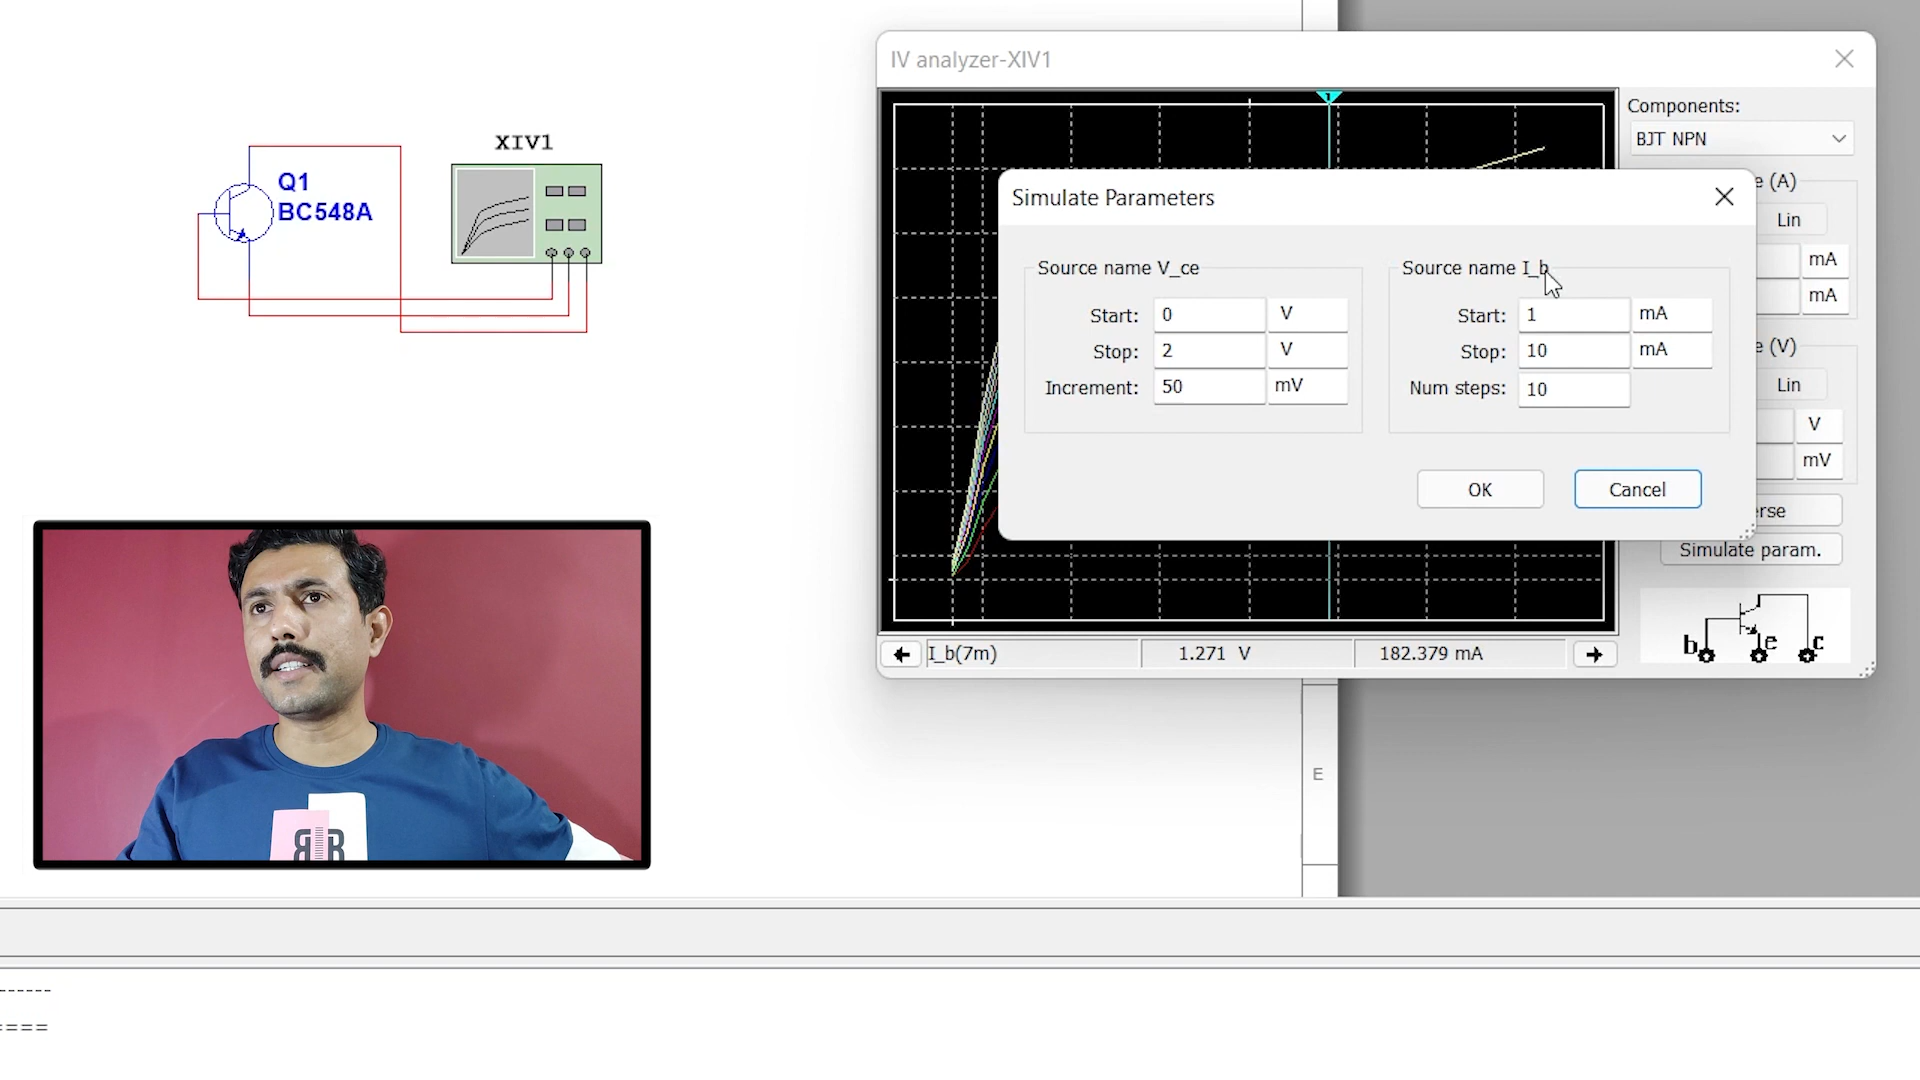 XIV1
Q1
BC548A
IV analyzer-XIV1
1
Components:
BJT NPN
e (A)
Lin
mA
mA
e (V)
Lin
V
mV
erse
Simulate param.
b e c
Simulate Parameters
Source name V_ce
Start: 0 V
Stop: 2 V
Increment: 50 mV
Source name I_b
Start: 1 mA
Stop: 10 mA
Num steps: 10
OK
Cancel
I_b(7m) 1.271 V 182.379 mA
E
------
====